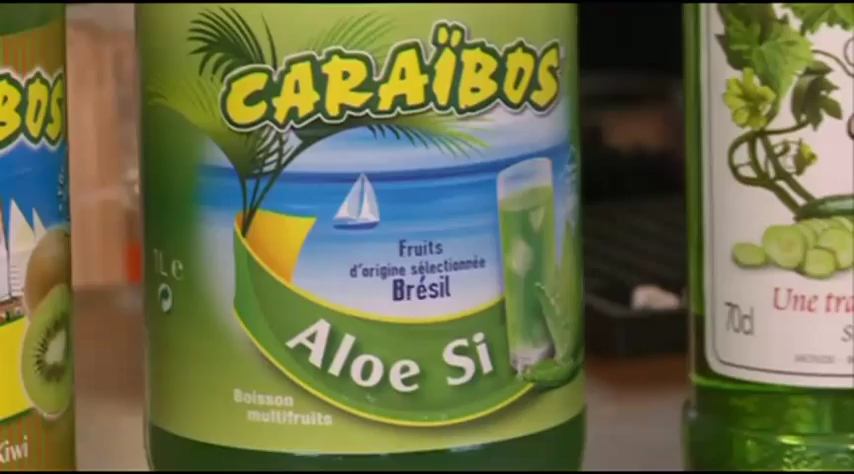 BOS
Kiwi
CARAÏBOS
Fruits
d'origine sélectionnée
Brésil
1L e
Aloe Si
Boisson
multifruits
70cl
Une tra
S